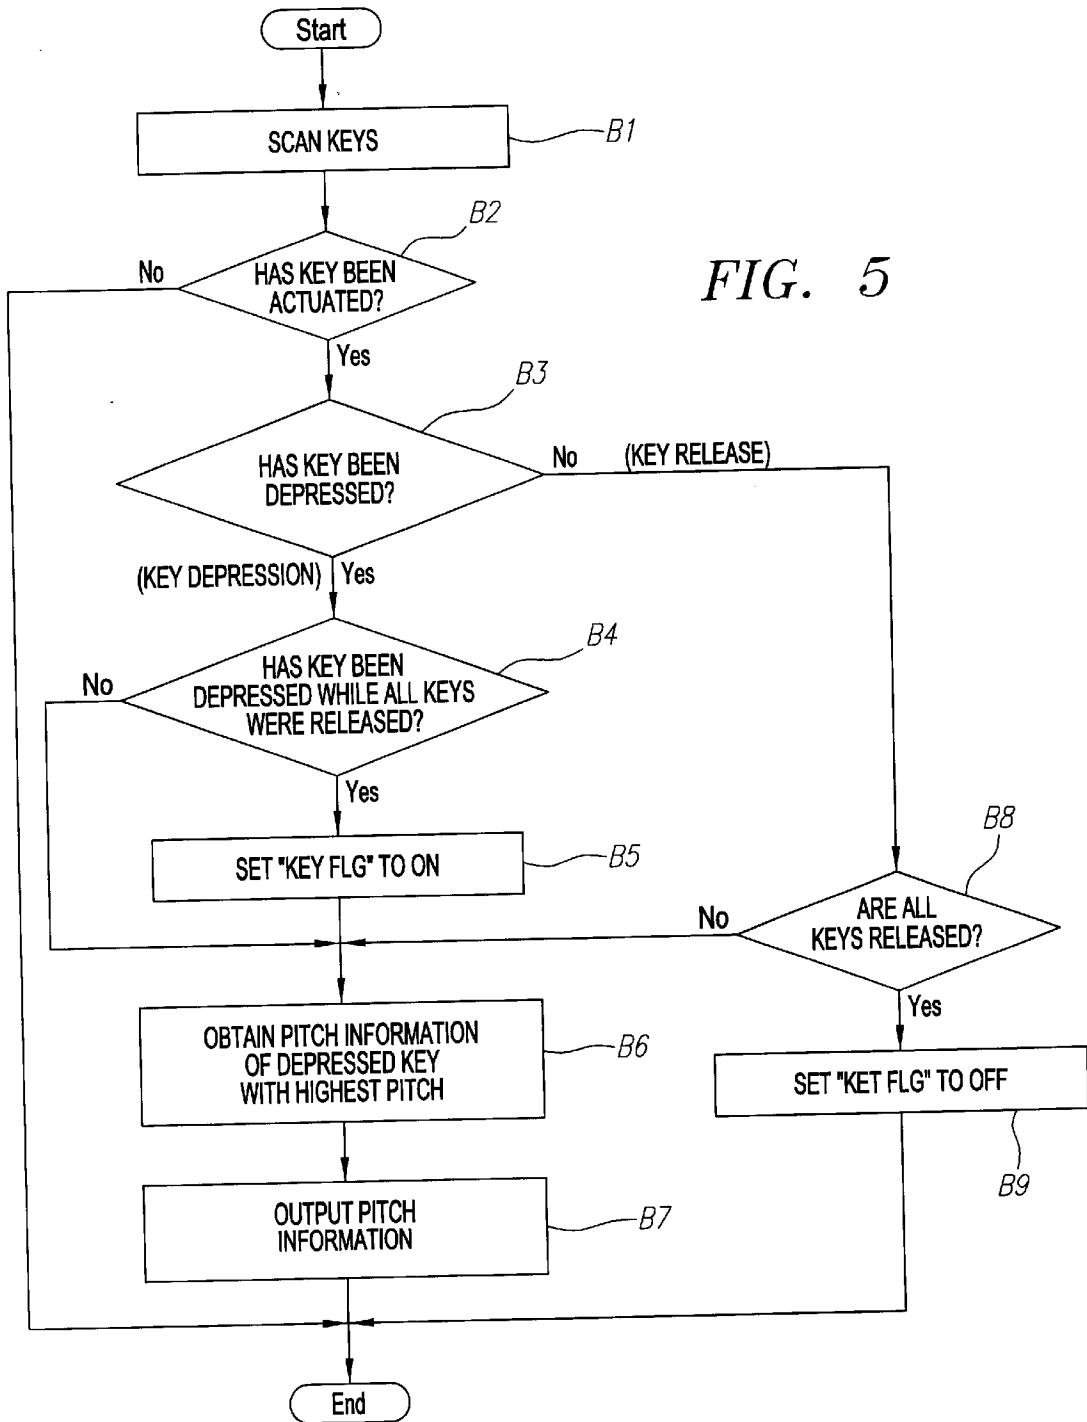 Start
SCAN KEYS
B1
B2
HAS KEY BEEN
ACTUATED?
No
Yes
FIG. 5
B3
HAS KEY BEEN
DEPRESSED?
No
(KEY RELEASE)
(KEY DEPRESSION)
Yes
B4
HAS KEY BEEN
DEPRESSED WHILE ALL KEYS
WERE RELEASED?
No
Yes
SET "KEY FLG" TO ON
B5
B8
ARE ALL
KEYS RELEASED?
No
Yes
OBTAIN PITCH INFORMATION
OF DEPRESSED KEY
WITH HIGHEST PITCH
B6
SET "KET FLG" TO OFF
B9
OUTPUT PITCH
INFORMATION
B7
End